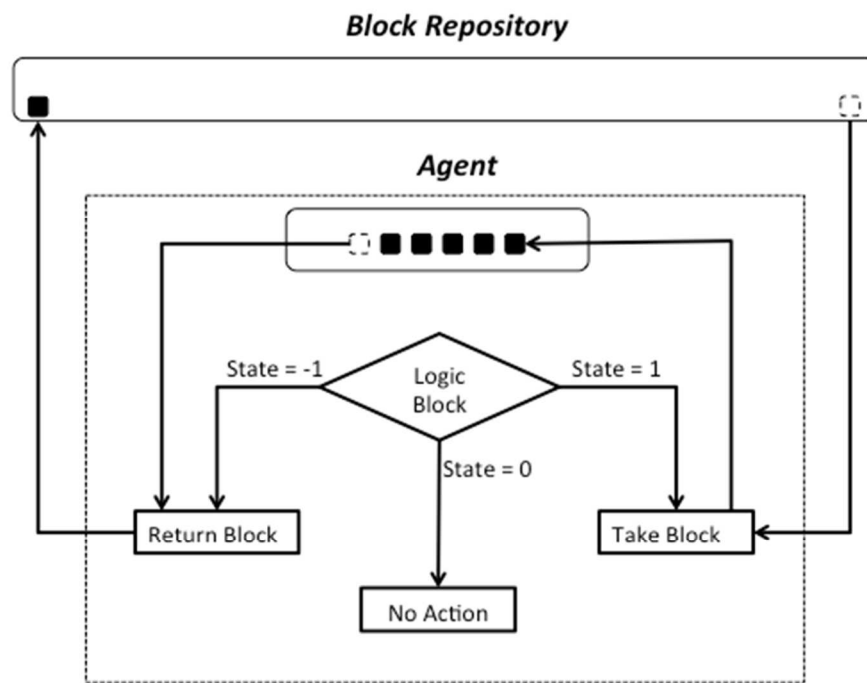 Block Repository
Agent
State = -1
Logic
Block
State = 1
State = 0
Return Block
Take Block
No Action